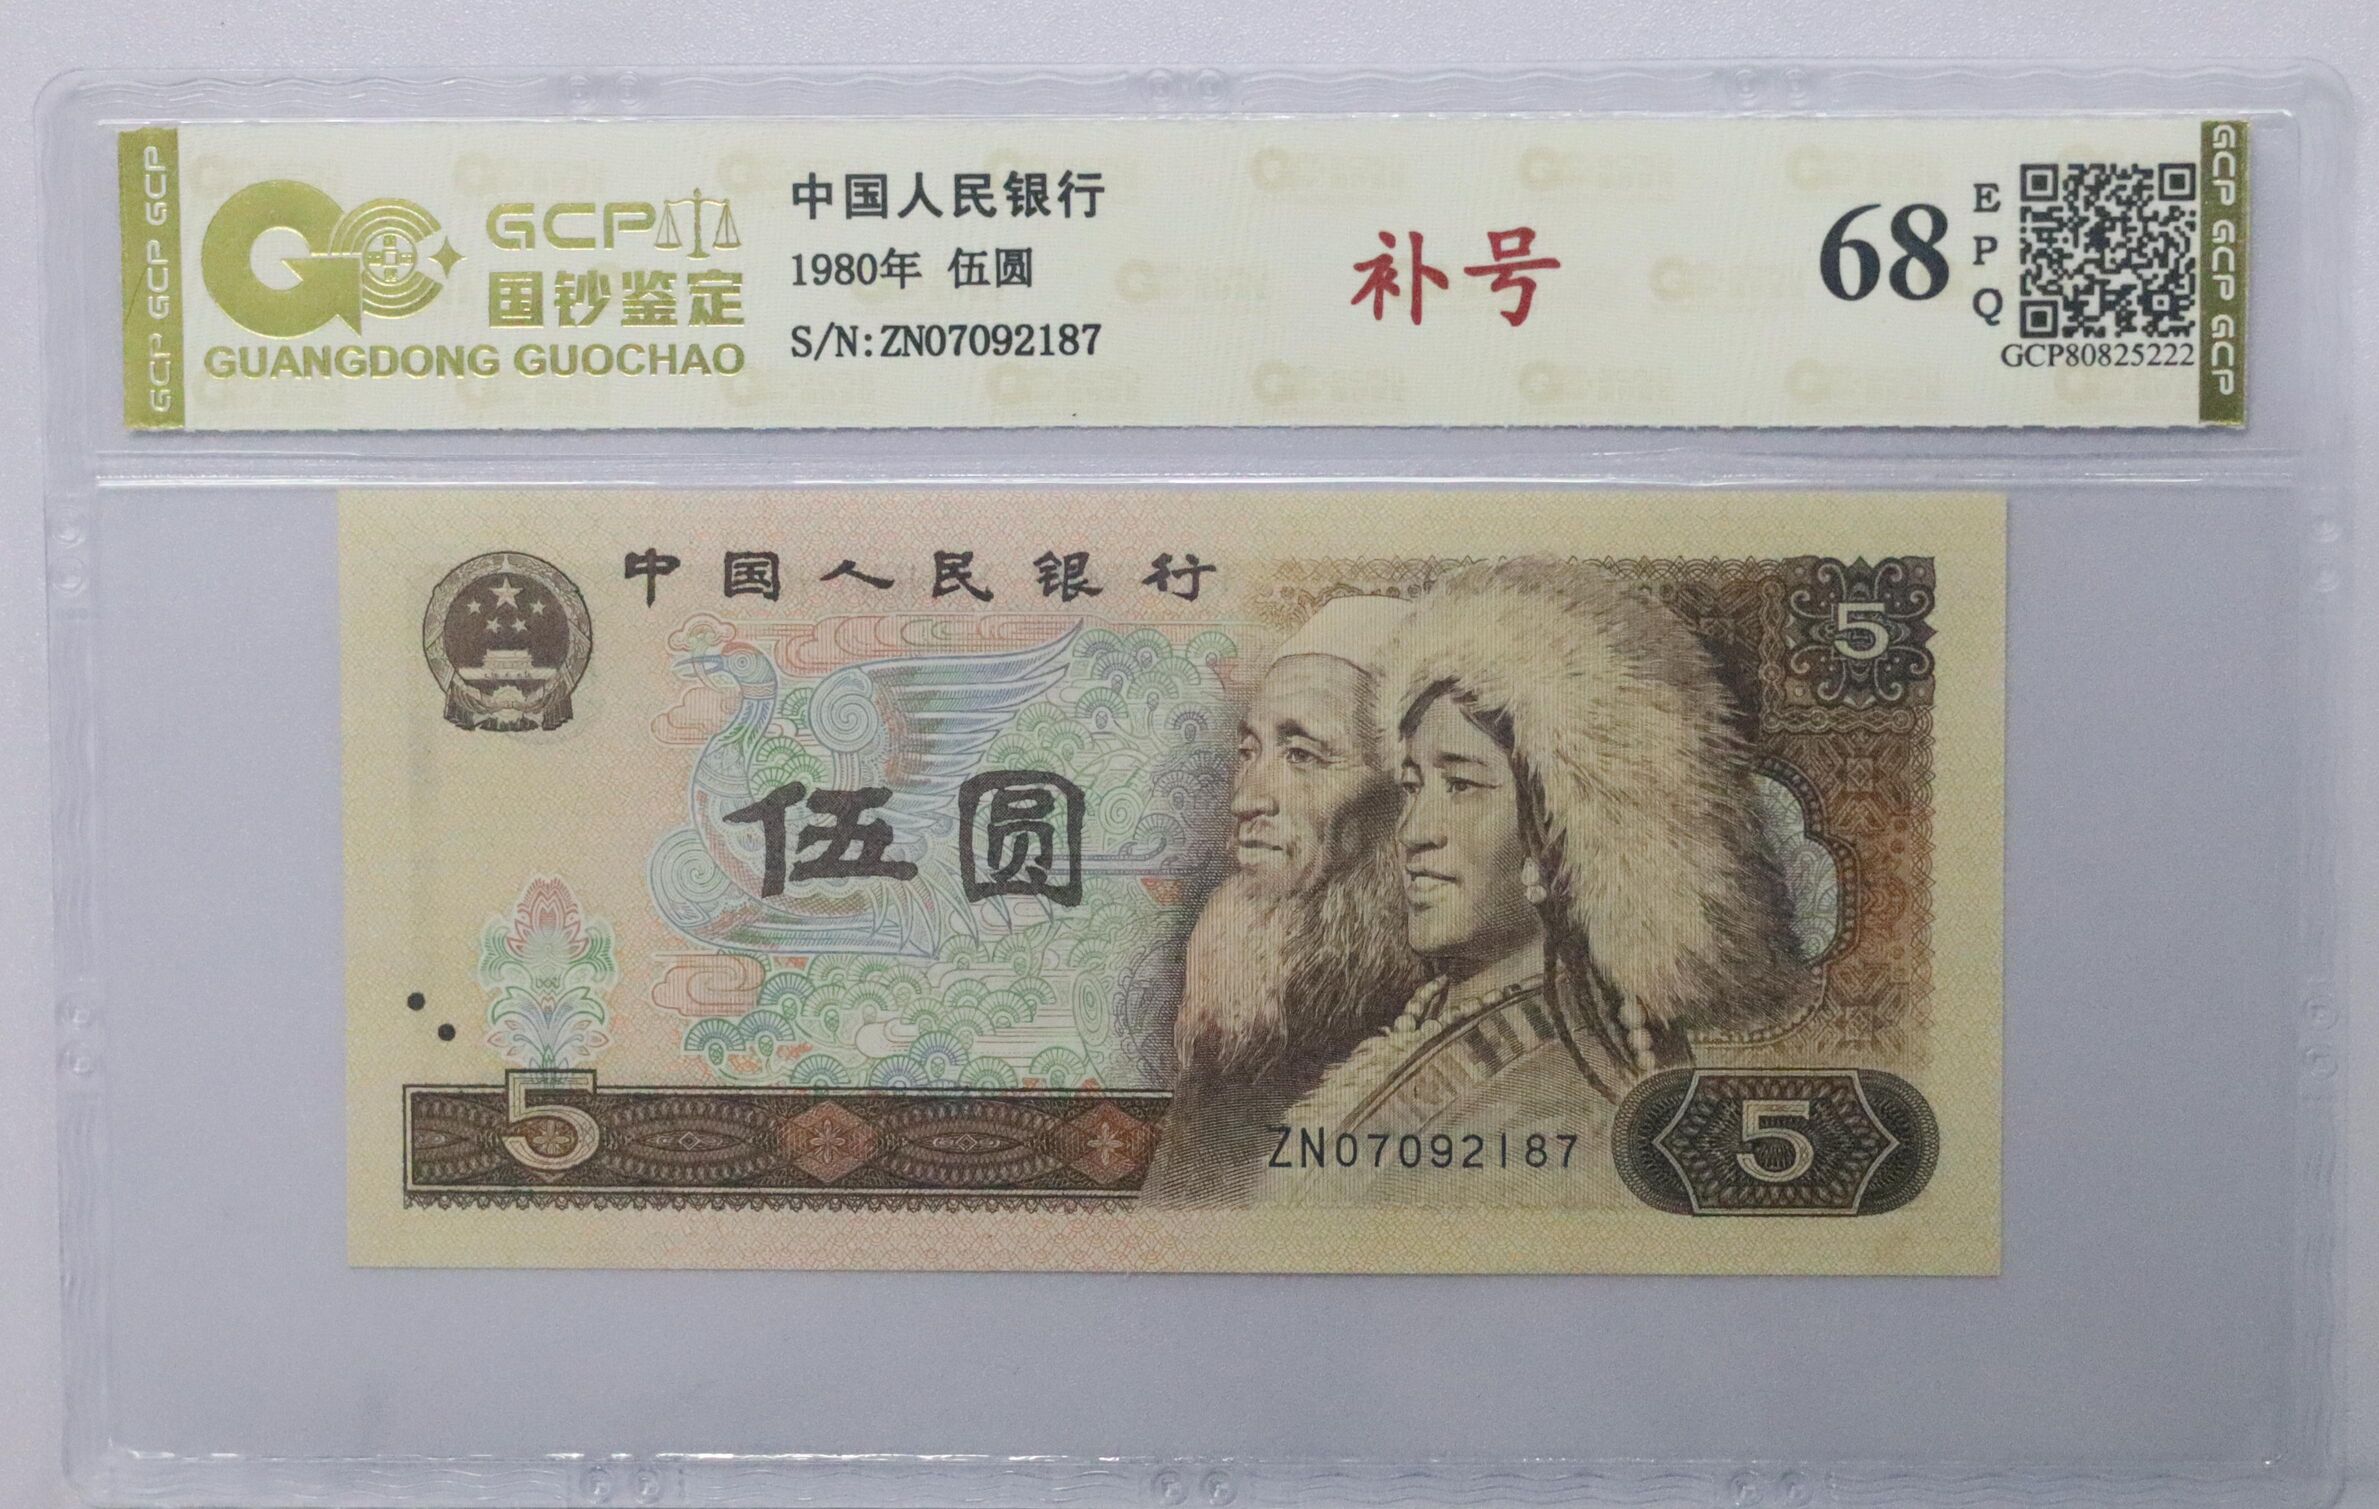 GCP GCP GCP
GCP
国钞鉴定
GUANGDONG GUOCHAO
中国人民银行
1980年 伍圆
S/N:ZN07092187
补号
68
EPQ
GCP80825222
GCP GCP GCP
中国人民银行
5
伍圆
5
ZN07092187
5